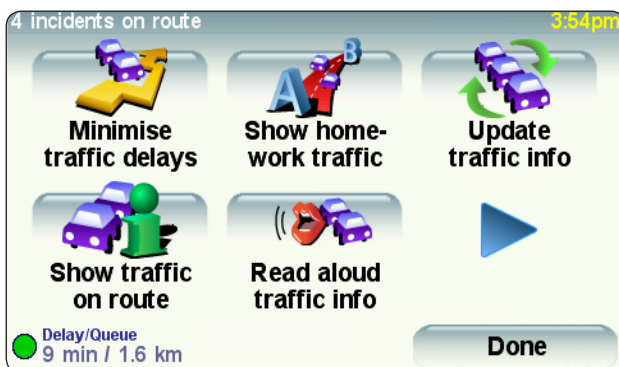 4 incidents on route 3:54pm
Minimise
traffic delays
Show home-
work traffic
Update
traffic info
A B
Show traffic
on route
Read aloud
traffic info
Delay/Queue
9 min / 1.6 km
Done